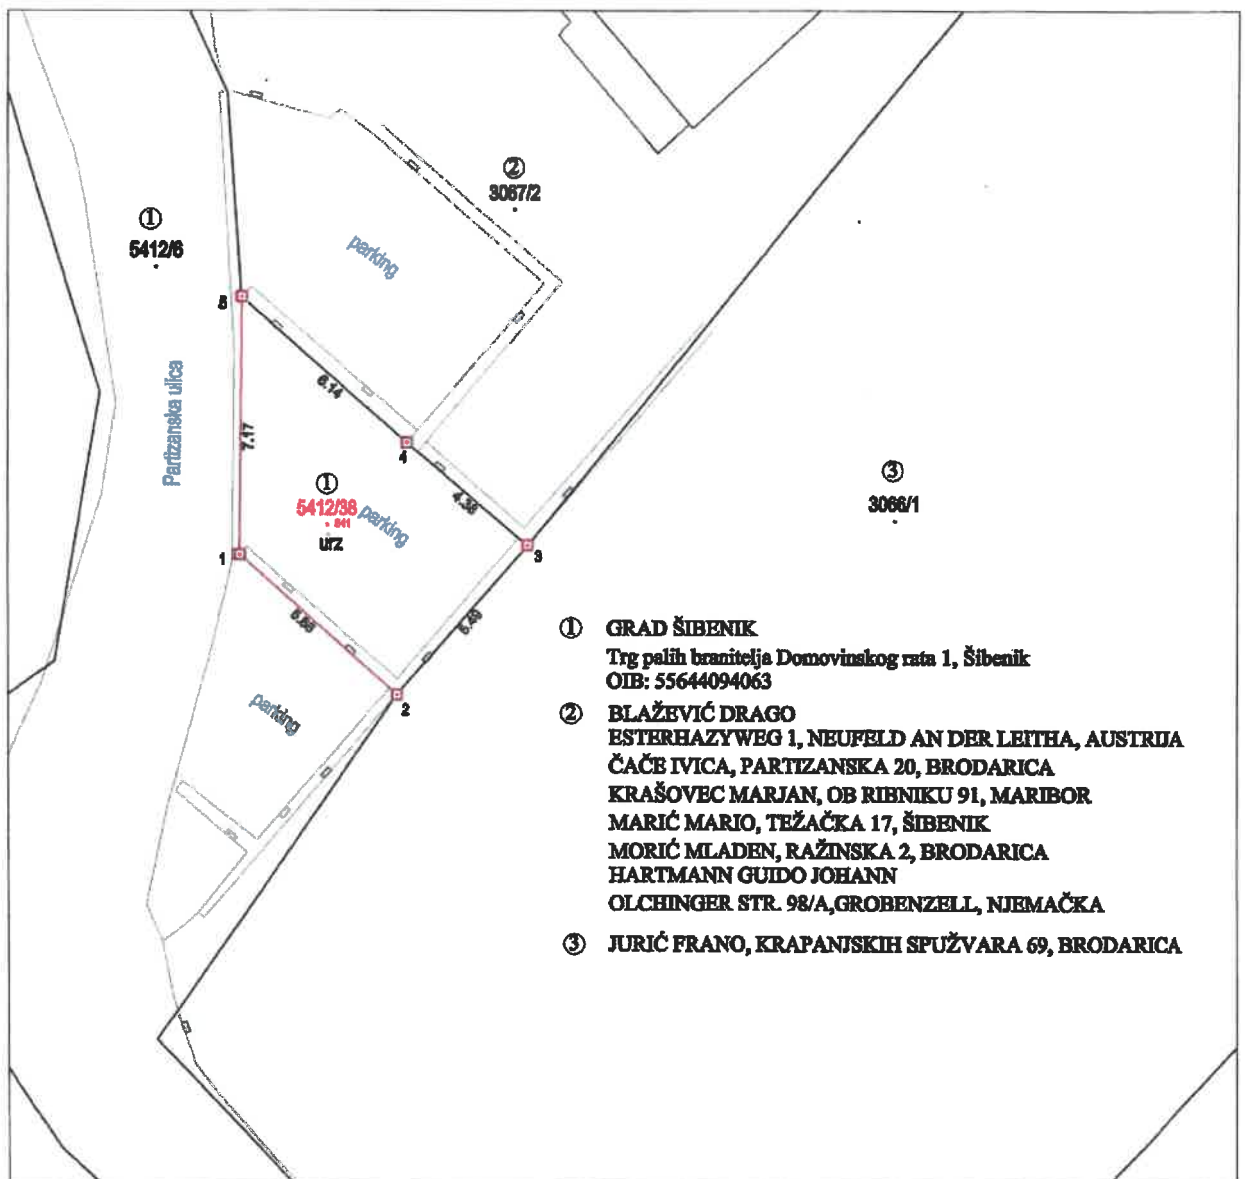 ②
3067/2
①
5412/6
parking
5
Partizanska ulica
6.14
7.17
4
①
5412/38
parking
urz
4.38
③
3066/1
1
3
5.49
2
parking
① GRAD ŠIBENIK
Trg palih branitelja Domovinskog rata 1, Šibenik
OIB: 55644094063
② BLAŽEVIĆ DRAGO
ESTERHAZYWEG 1, NEUFELD AN DER LEITHA, AUSTRIJA
ČAČE IVICA, PARTIZANSKA 20, BRODARICA
KRAŠOVEC MARJAN, OB RIBNIKU 91, MARIBOR
MARIĆ MARIO, TEŽAČKA 17, ŠIBENIK
MORIĆ MLADEN, RAŽINSKA 2, BRODARICA
HARTMANN GUIDO JOHANN
OLCHINGER STR. 98/A,GROBENZELL, NJEMAČKA
③ JURIĆ FRANO, KRAPANJSKIH SPUŽVARA 69, BRODARICA